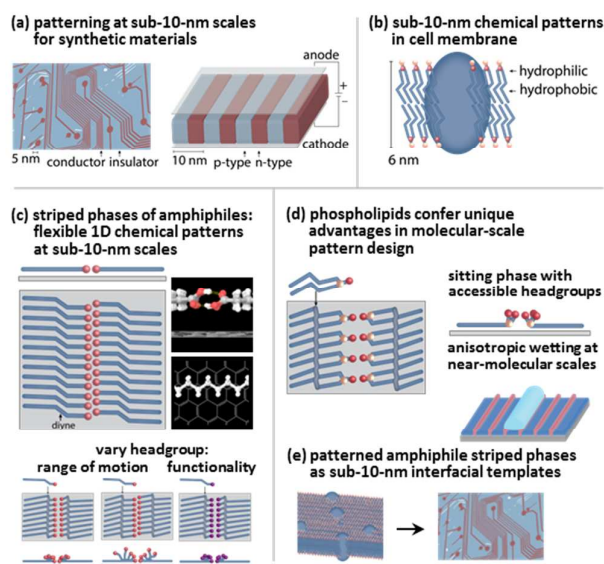 (a) patterning at sub-10-nm scales
for synthetic materials
anode
+
–
cathode
5 nm
conductor insulator
10 nm
p-type n-type
(b) sub-10-nm chemical patterns
in cell membrane
hydrophilic
hydrophobic
6 nm
(c) striped phases of amphiphiles:
flexible 1D chemical patterns
at sub-10-nm scales
diyne
vary headgroup:
range of motion functionality
(d) phospholipids confer unique
advantages in molecular-scale
pattern design
sitting phase with
accessible headgroups
anisotropic wetting at
near-molecular scales
(e) patterned amphiphile striped phases
as sub-10-nm interfacial templates